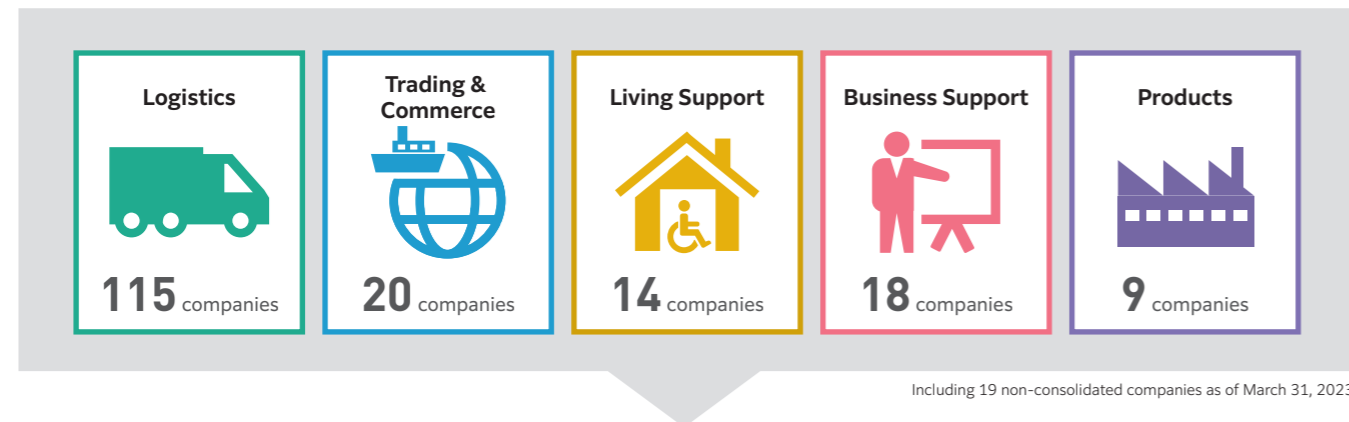 Logistics
115 companies
Trading &
Commerce
20 companies
Living Support
14 companies
Business Support
18 companies
Products
9 companies
Including 19 non-consolidated companies as of March 31, 2023